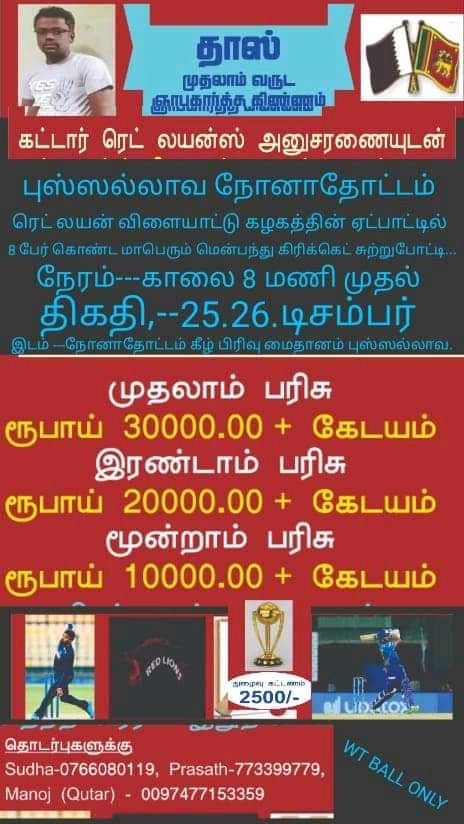 தாஸ்
முதலாம் வருட
ஞாபகார்த்த கிண்ணம்
கட்டார் ரெட் லயன்ஸ் அனுசரணையுடன்
புஸ்ஸல்லாவ நோனாதோட்டம்
ரெட் லயன் விளையாட்டு கழகத்தின் ஏட்பாட்டில்
8 பேர் கொண்ட மாபெரும் மென்பந்து கிரிக்கெட் சுற்றுபோட்டி...
நேரம்---காலை 8 மணி முதல்
திகதி,--25.26.டிசம்பர்
இடம் ---நோனாதோட்டம் கீழ் பிரிவு மைதானம் புஸ்ஸல்லாவ.
முதலாம் பரிசு
ரூபாய் 30000.00 + கேடயம்
இரண்டாம் பரிசு
ரூபாய் 20000.00 + கேடயம்
மூன்றாம் பரிசு
ரூபாய் 10000.00 + கேடயம்
RED LIONS
நுழைவு கட்டணம்
2500/-
தொடர்புகளுக்கு
Sudha-0766080119, Prasath-773399779,
Manoj (Qutar) - 0097477153359
WT BALL ONLY